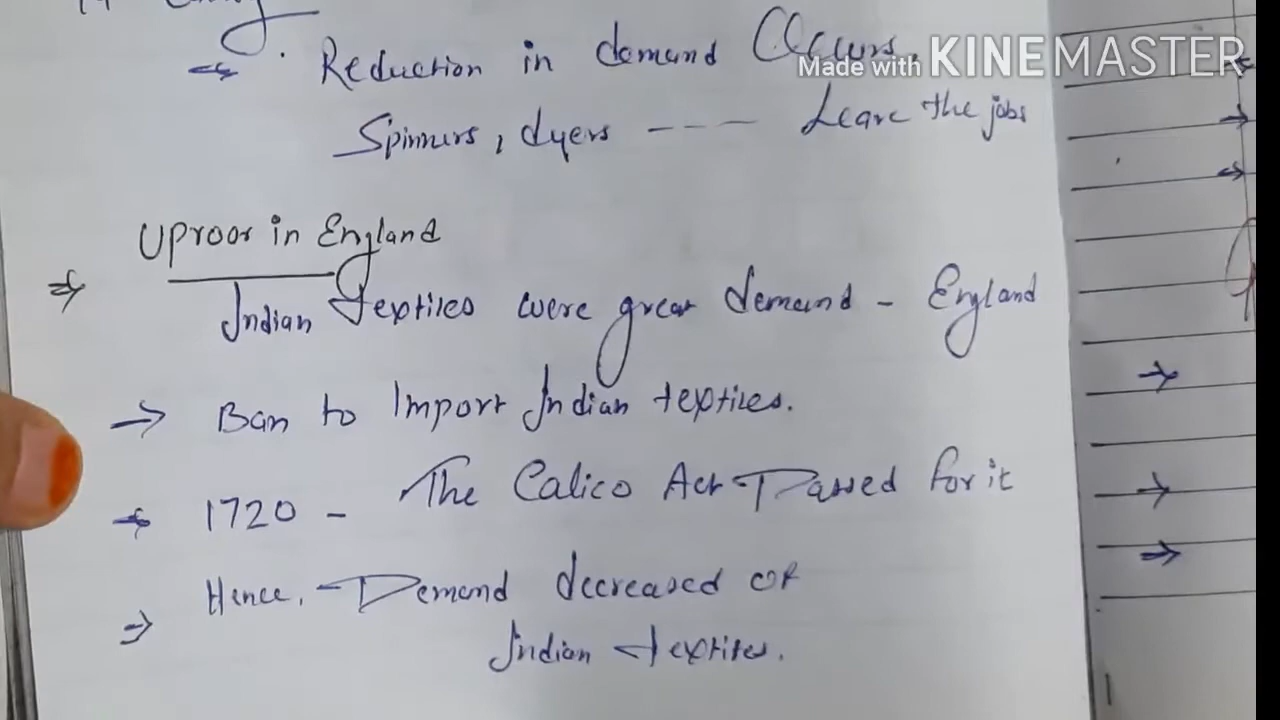 Reduction in demand Occurs.
Made with KINEMASTER
Spinners, dyers --- Leave the jobs
Uproar in England
Indian textiles were great demand - England
Ban to Import Indian textiles.
1720 - The Calico Act Passed for it
Hence, - Demand decreased of
Indian textiles.